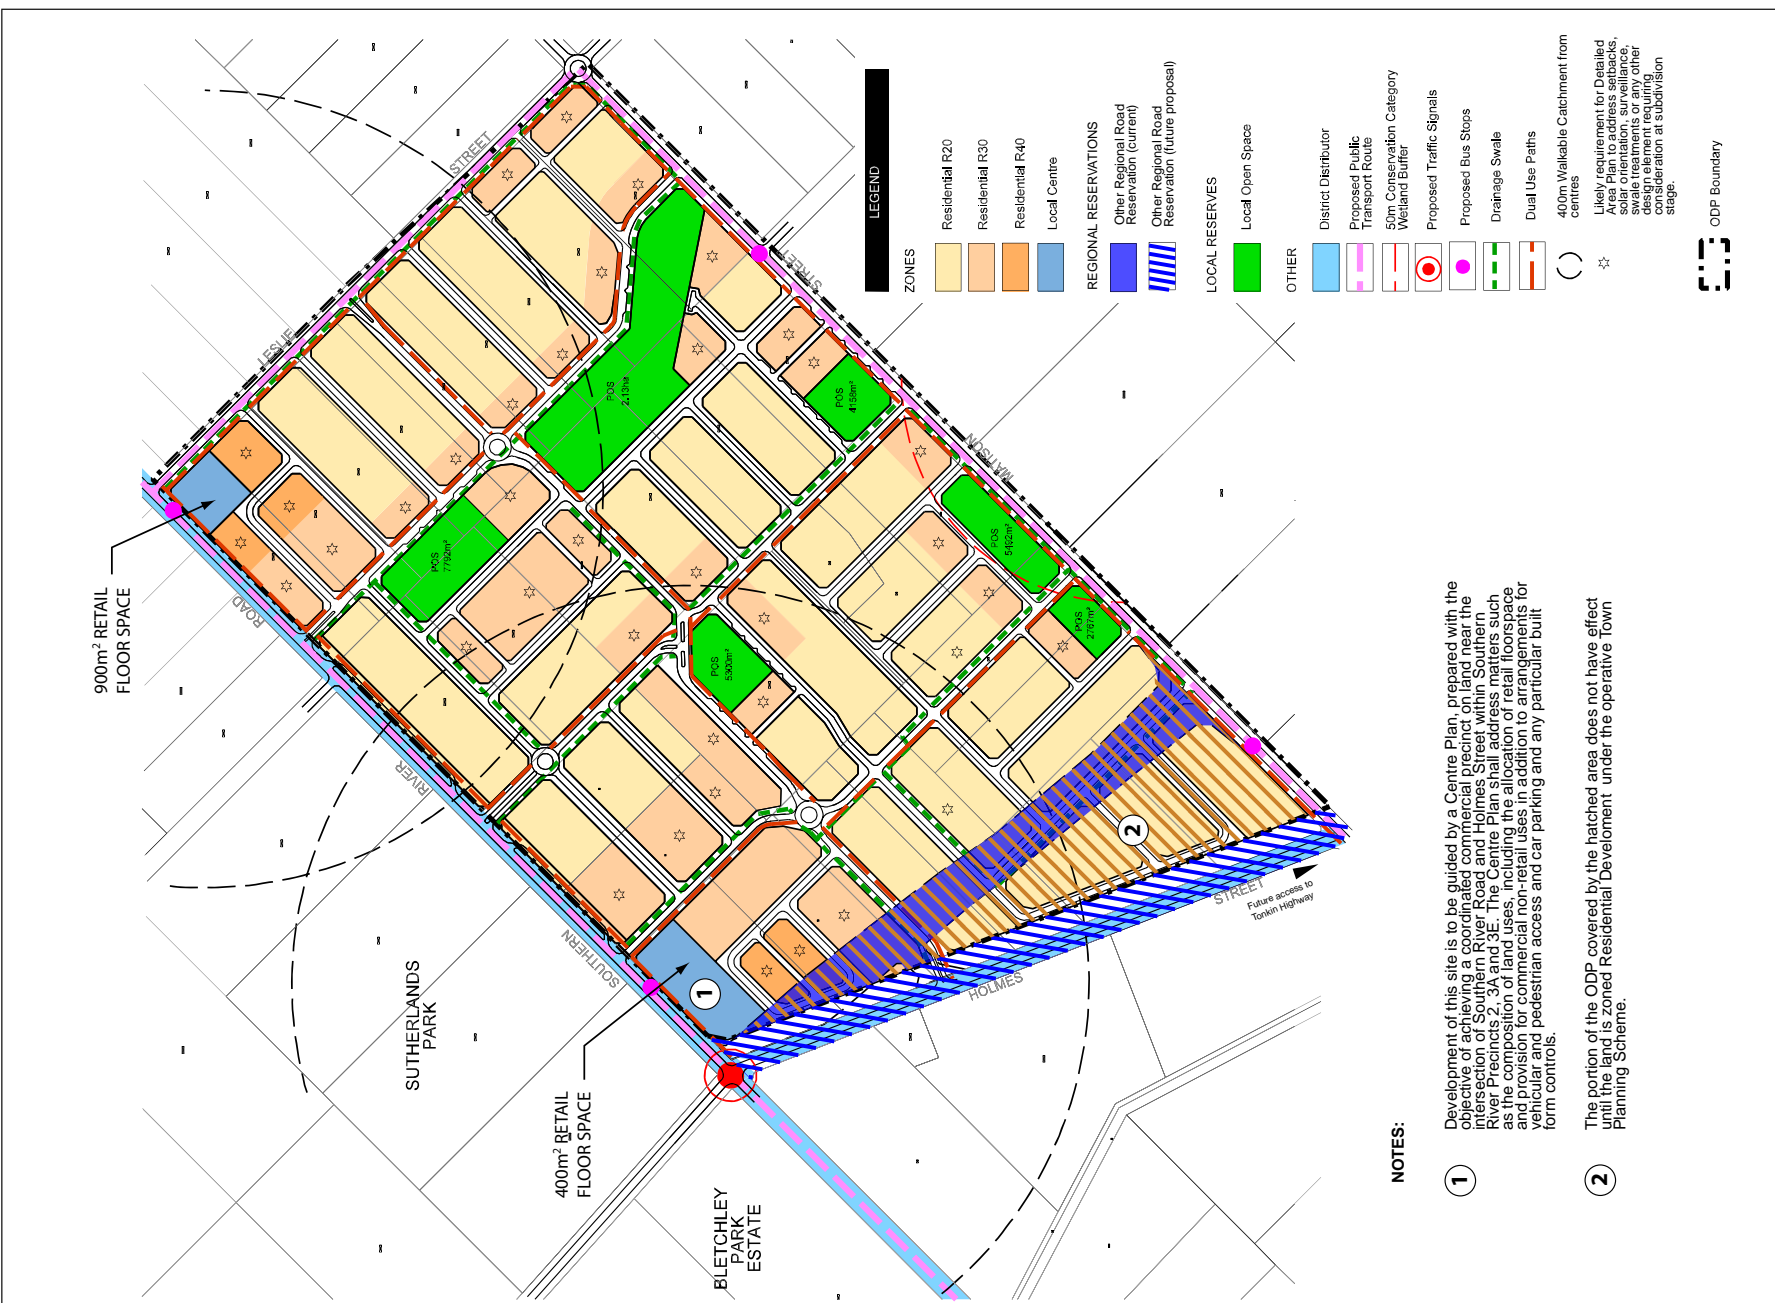 900m² RETAIL
FLOOR SPACE
400m² RETAIL
FLOOR SPACE
SUTHERLANDS
PARK
BLETCHLEY
PARK
ESTATE
LESLIE
STREET
MATISON
STREET
SOUTHERN
RIVER
ROAD
HOLMES
STREET
Future access to
Tonkin Highway
POS
7792m²
POS
2.13ha
POS
4158m²
POS
5300m²
POS
5492m²
POS
2767m²
1
2
LEGEND
ZONES
Residential R20
Residential R30
Residential R40
Local Centre
REGIONAL RESERVATIONS
Other Regional Road
Reservation (current)
Other Regional Road
Reservation (future proposal)
LOCAL RESERVES
Local Open Space
OTHER
District Distributor
Proposed Public
Transport Route
50m Conservation Category
Wetland Buffer
Proposed Traffic Signals
Proposed Bus Stops
Drainage Swale
Dual Use Paths
400m Walkable Catchment from
centres
Likely requirement for Detailed
Area Plan to address setbacks,
solar orientation, surveillance,
swale treatments or any other
design element requiring
consideration at subdivision
stage.
ODP Boundary
NOTES:
1
Development of this site is to be guided by a Centre Plan, prepared with the
objective of achieving a coordinated commercial precinct on land near the
intersection of Southern River Road and Holmes Street within Southern
River Precincts 2, 3A and 3E. The Centre Plan shall address matters such
as the composition of land uses, including the allocation of retail floorspace
and provision for commercial non-retail uses in addition to arrangements for
vehicular and pedestrian access and car parking and any particular built
form controls.
2
The portion of the ODP covered by the hatched area does not have effect
until the land is zoned Residential Develoment under the operative Town
Planning Scheme.